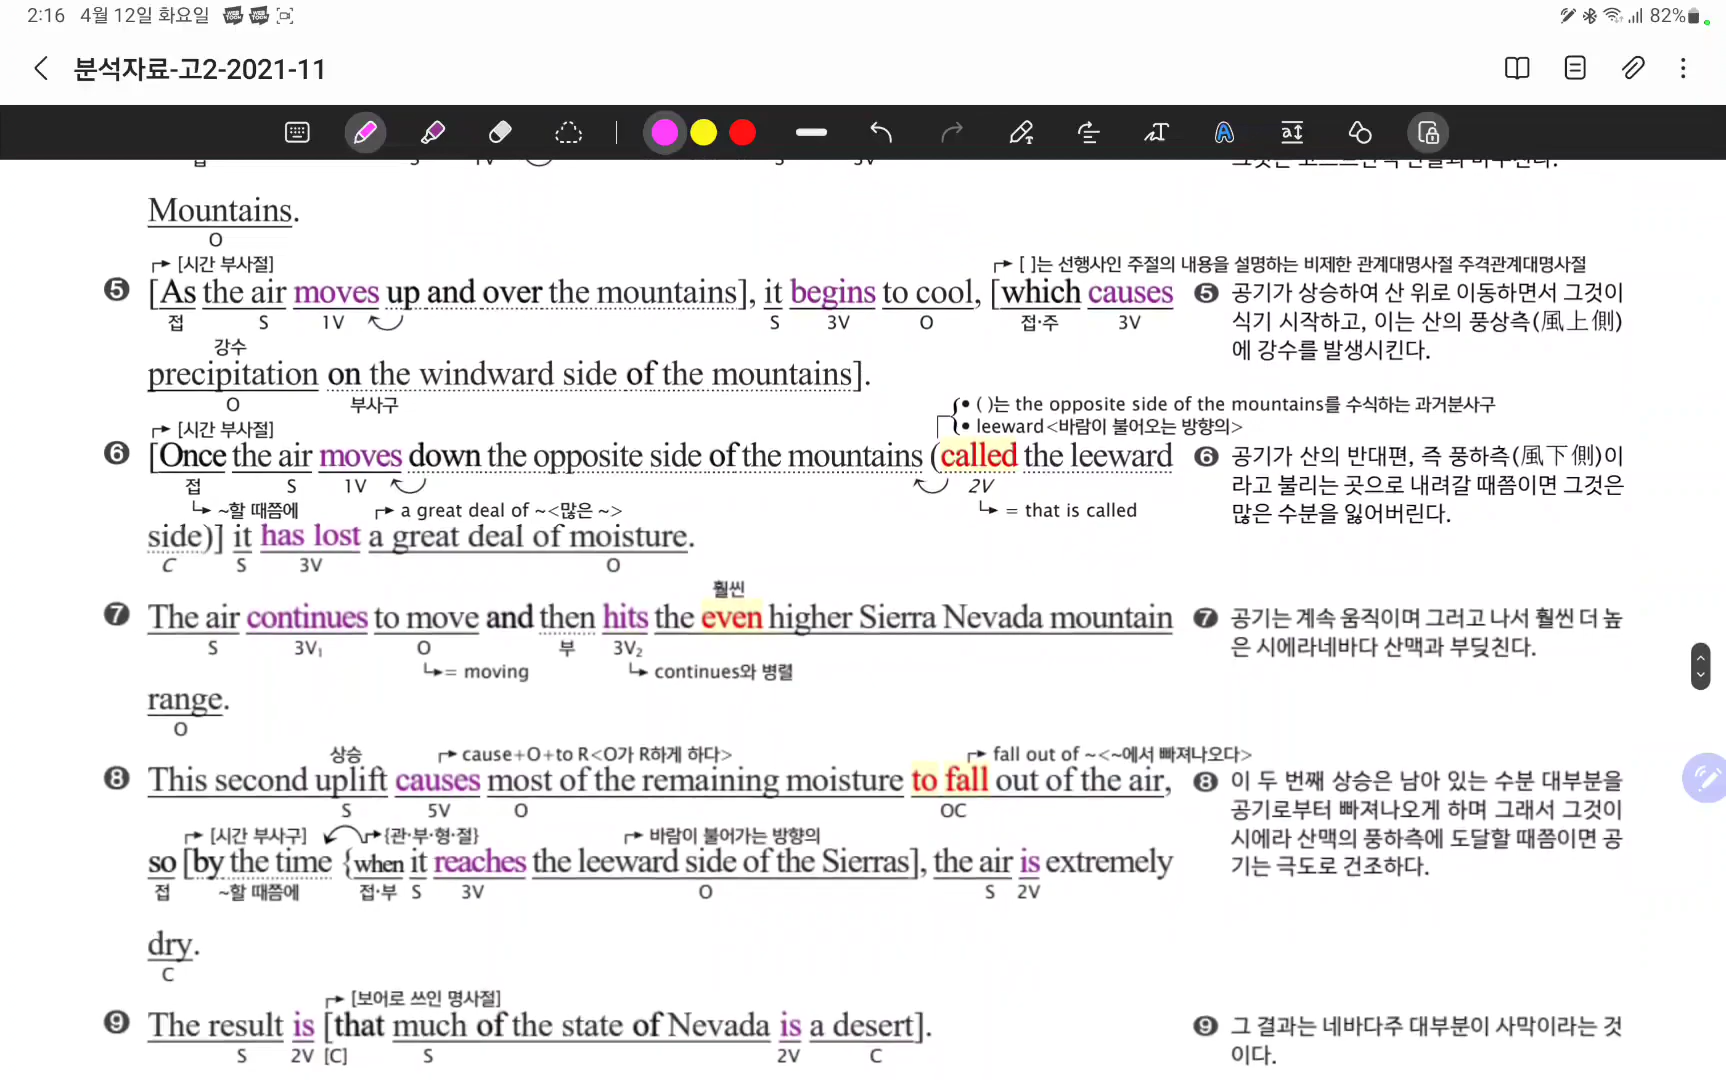 2:16 4월 12일 화요일 82%
분석자료-고2-2021-11
Mountains.
O
[시간 부사절] [ ]는 선행사인 주절의 내용을 설명하는 비제한 관계대명사절 주격관계대명사절
❺ [As the air moves up and over the mountains], it begins to cool, [which causes ❺ 공기가 상승하여 산 위로 이동하면서 그것이
접 S 1V S 3V O 접·주 3V 식기 시작하고, 이는 산의 풍상측(風上側)
강수 에 강수를 발생시킨다.
precipitation on the windward side of the mountains].
O 부사구
• ( )는 the opposite side of the mountains를 수식하는 과거분사구
[시간 부사절] • leeward<바람이 불어오는 방향의>
❻ [Once the air moves down the opposite side of the mountains (called the leeward ❻ 공기가 산의 반대편, 즉 풍하측(風下側)이
접 S 1V 2V 라고 불리는 곳으로 내려갈 때쯤이면 그것은
~할 때쯤에 a great deal of ~<많은 ~> = that is called 많은 수분을 잃어버린다.
side)] it has lost a great deal of moisture.
C S 3V O
훨씬
❼ The air continues to move and then hits the even higher Sierra Nevada mountain ❼ 공기는 계속 움직이며 그러고 나서 훨씬 더 높
S 3V₁ O 부 3V₂ 은 시에라네바다 산맥과 부딪친다.
= moving continues와 병렬
range.
O
상승 cause+O+to R<O가 R하게 하다> fall out of ~<~에서 빠져나오다>
❽ This second uplift causes most of the remaining moisture to fall out of the air, ❽ 이 두 번째 상승은 남아 있는 수분 대부분을
S 5V O OC 공기로부터 빠져나오게 하며 그래서 그것이
[시간 부사구] {관·부·형·절} 바람이 불어가는 방향의 시에라 산맥의 풍하측에 도달할 때쯤이면 공
so [by the time {when it reaches the leeward side of the Sierras], the air is extremely 기는 극도로 건조하다.
접 ~할 때쯤에 접·부 S 3V O S 2V
dry.
C
[보어로 쓰인 명사절]
❾ The result is [that much of the state of Nevada is a desert]. ❾ 그 결과는 네바다주 대부분이 사막이라는 것
S 2V [C] S 2V C 이다.